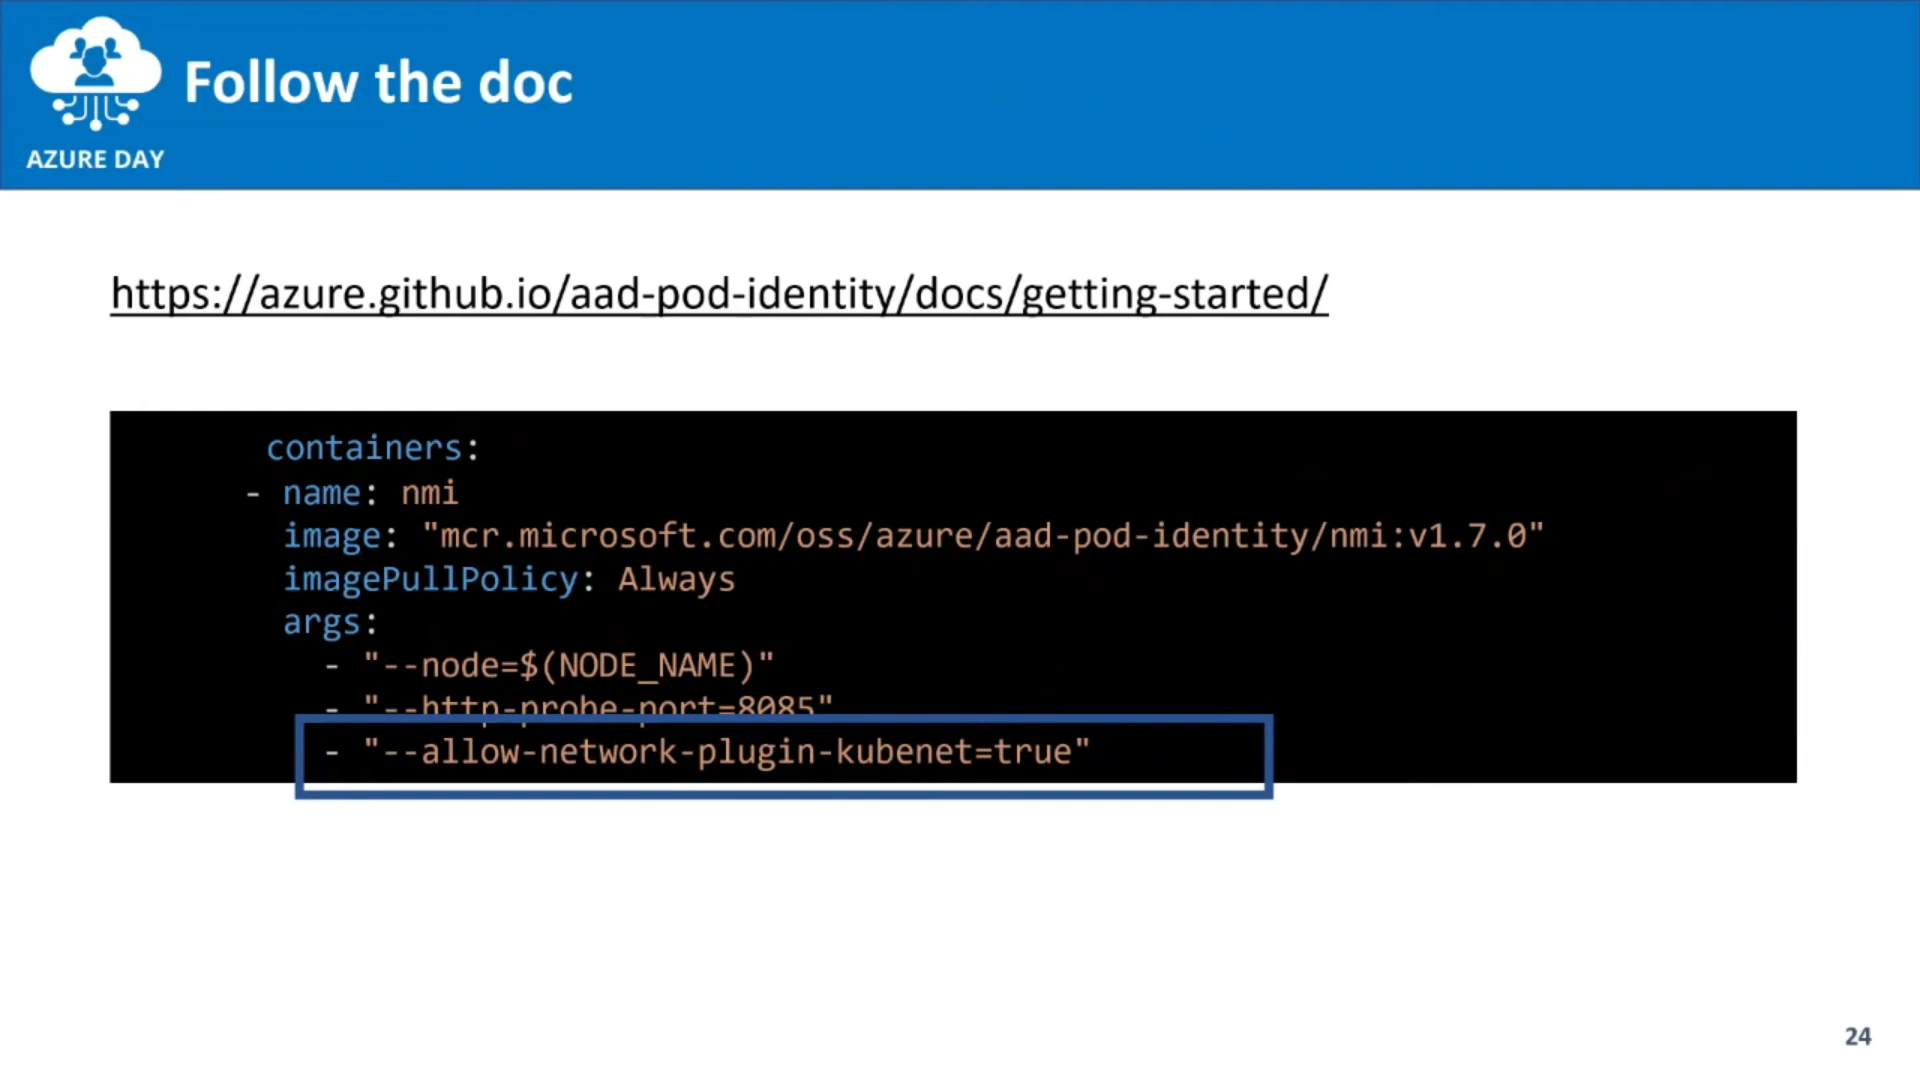 Follow the doc
AZURE DAY
https://azure.github.io/aad-pod-identity/docs/getting-started/
containers:
- name: nmi
image: "mcr.microsoft.com/oss/azure/aad-pod-identity/nmi:v1.7.0"
imagePullPolicy: Always
args:
- "--node=$(NODE_NAME)"
- "--http-probe-port=8085"
- "--allow-network-plugin-kubenet=true"
24